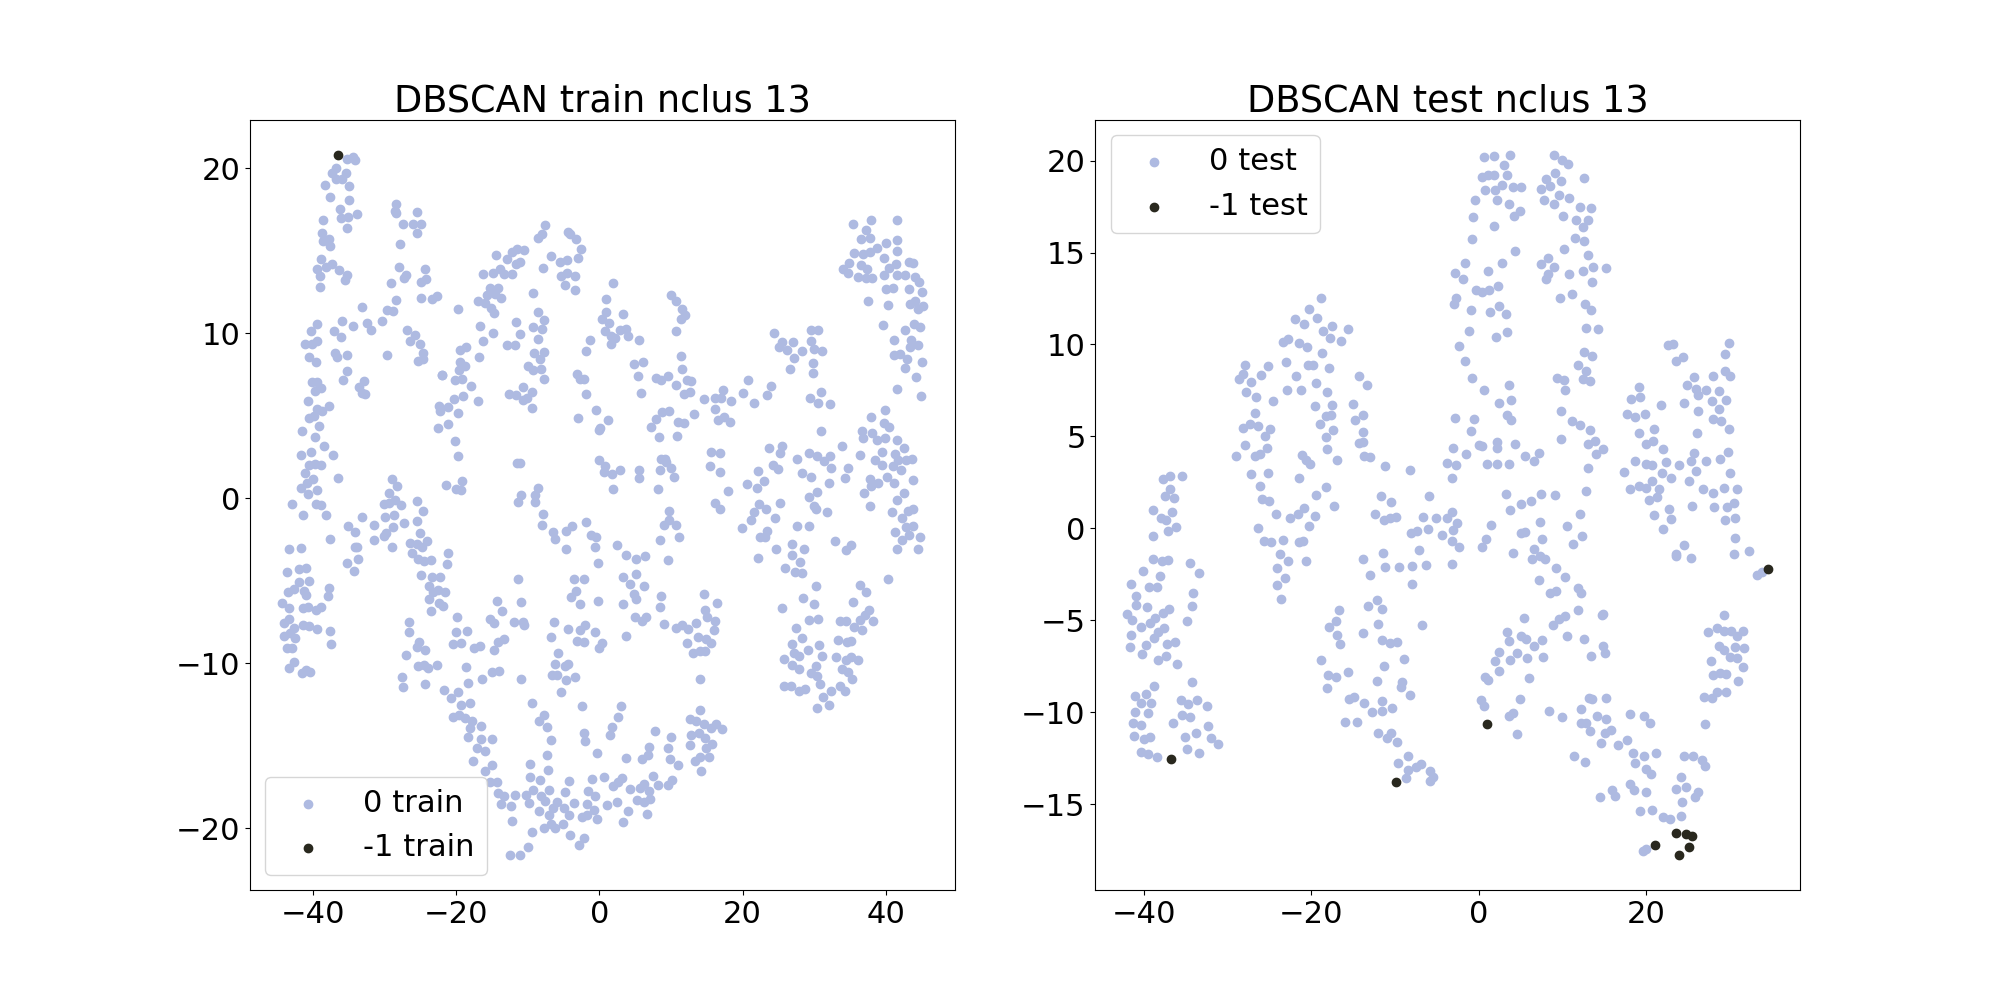 DBSCAN train nclus 13
20
10
0
−10
−20
−40 −20 0 20 40
0 train
-1 train
DBSCAN test nclus 13
20
15
10
5
0
−5
−10
−15
−40 −20 0 20
0 test
-1 test